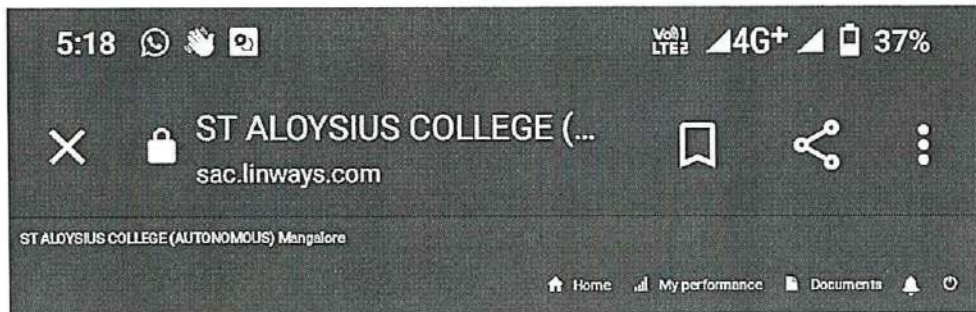 5:18 Vo))1 LTE2 4G+ 37%
ST ALOYSIUS COLLEGE (...
sac.linways.com
ST ALOYSIUS COLLEGE (AUTONOMOUS) Mangalore
Home My performance Documents